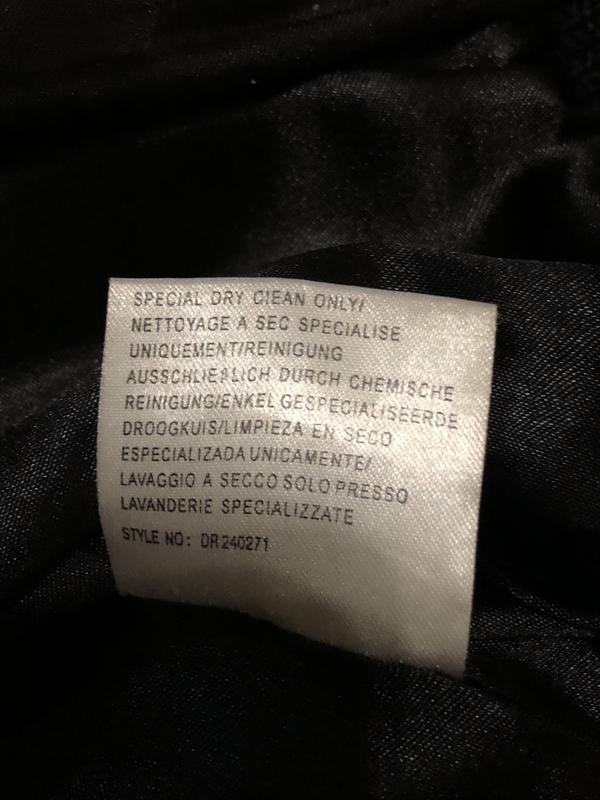 SPECIAL DRY CIEAN ONLY/
NETTOYAGE A SEC SPECIALISE
UNIQUEMENT/REINIGUNG
AUSSCHLIEßLICH DURCH CHEMISCHE
REINIGUNG/ENKEL GESPECIALISEERDE
DROOGKUIS/LIMPIEZA EN SECO
ESPECIALIZADA UNICAMENTE/
LAVAGGIO A SECCO SOLO PRESSO
LAVANDERIE SPECIALIZZATE
STYLE NO: DR240271